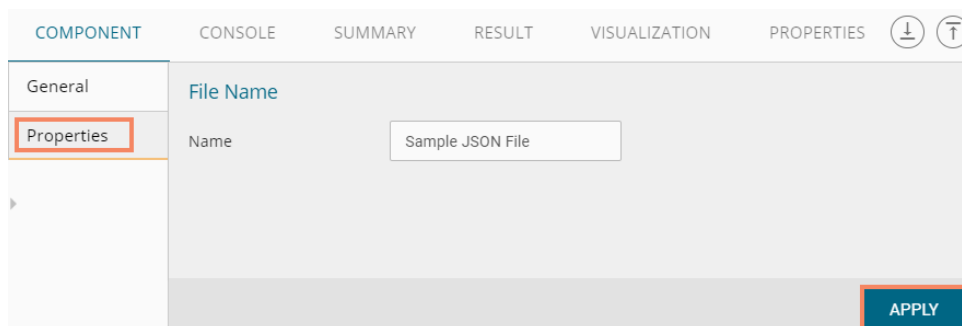 COMPONENT CONSOLE SUMMARY RESULT VISUALIZATION PROPERTIES
General
File Name
Properties
Name Sample JSON File
APPLY